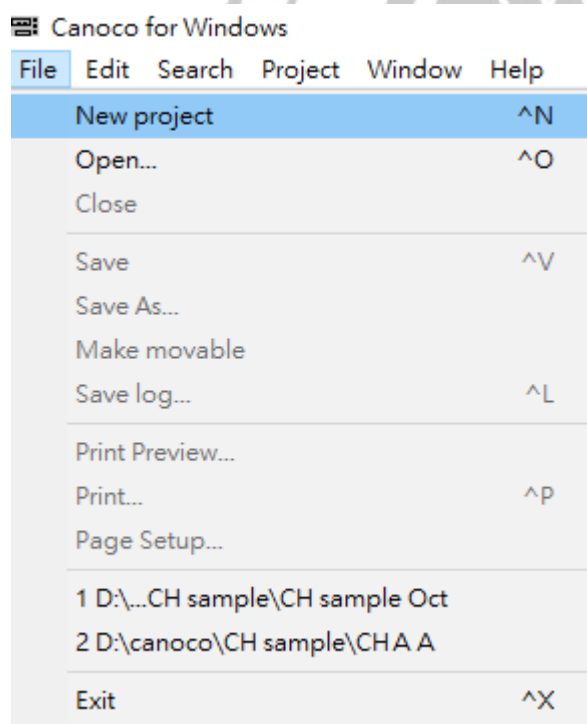 Canoco for Windows
File Edit Search Project Window Help
New project ^N
Open... ^O
Close
Save ^V
Save As...
Make movable
Save log... ^L
Print Preview...
Print... ^P
Page Setup...
1 D:\...CH sample\CH sample Oct
2 D:\canoco\CH sample\CHA A
Exit ^X